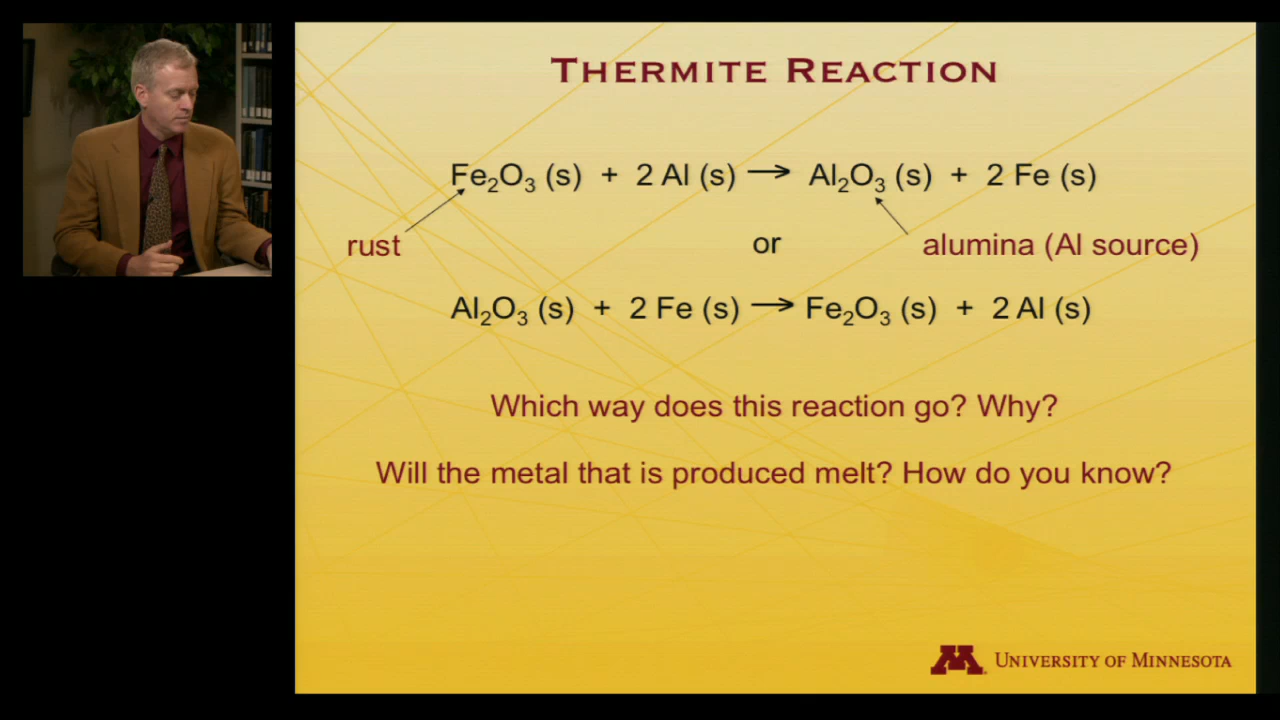 THERMITE REACTION
Fe₂O₃ (s) + 2 Al (s) → Al₂O₃ (s) + 2 Fe (s)
rust or alumina (Al source)
Al₂O₃ (s) + 2 Fe (s) → Fe₂O₃ (s) + 2 Al (s)
Which way does this reaction go? Why?
Will the metal that is produced melt? How do you know?
M UNIVERSITY OF MINNESOTA